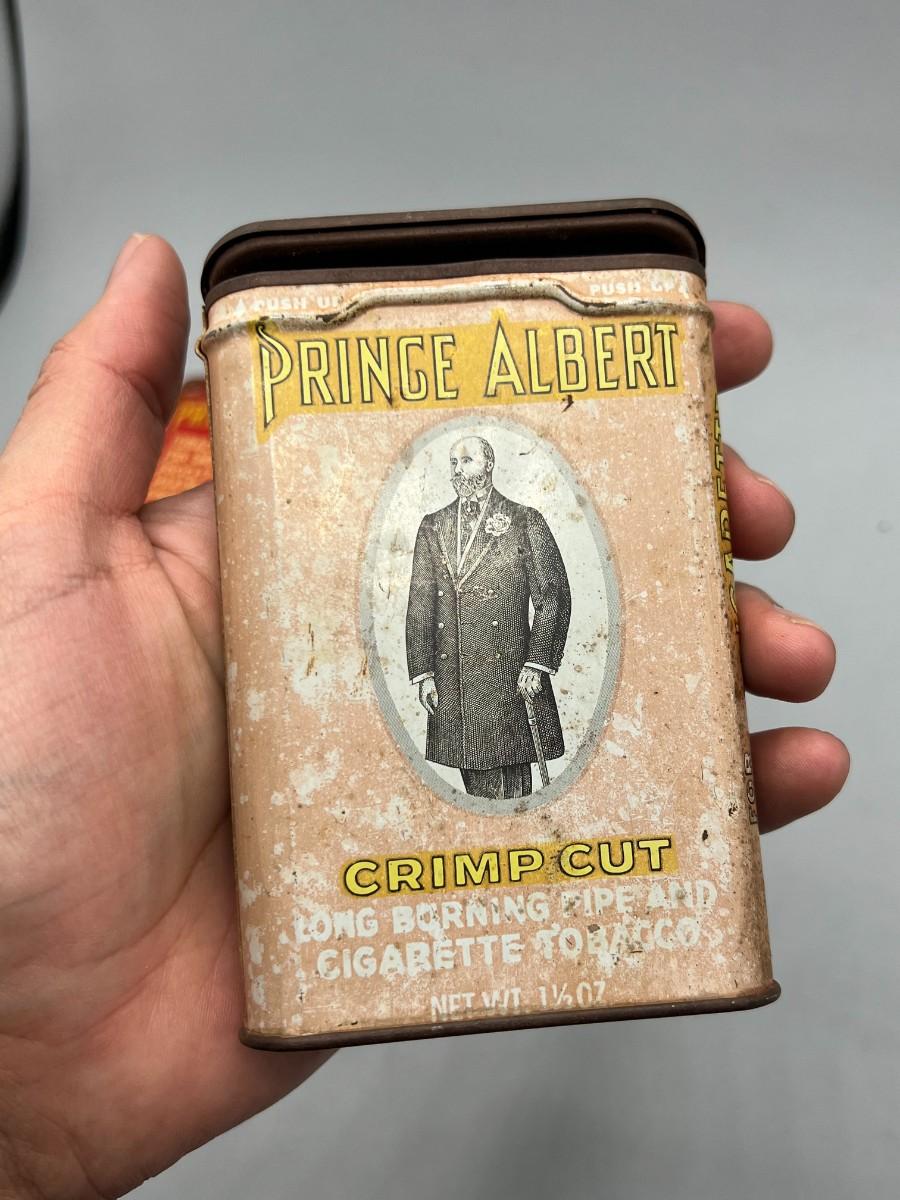 PUSH UP PUSH UP
PRINCE ALBERT
CRIMP CUT
LONG BURNING PIPE AND
CIGARETTE TOBACCO
NET WT. 1½ OZ